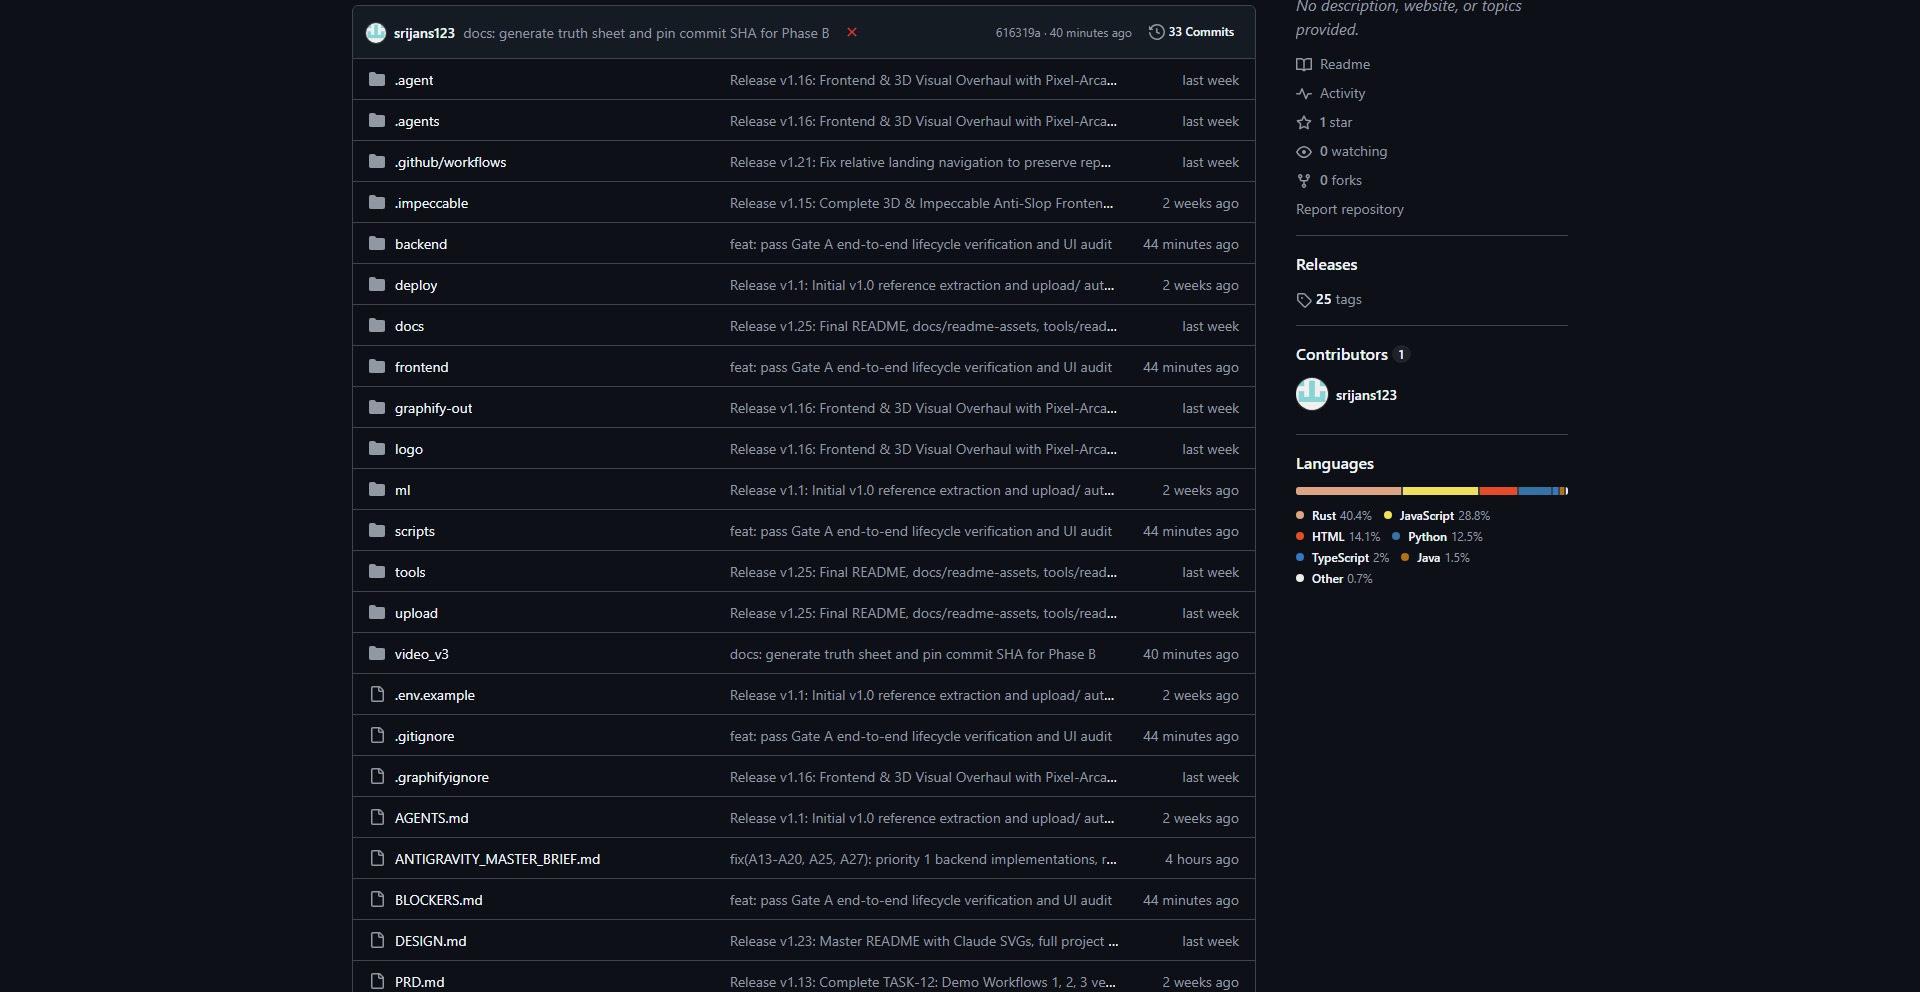 srijans123 docs: generate truth sheet and pin commit SHA for Phase B 616319a · 40 minutes ago 33 Commits
.agent Release v1.16: Frontend & 3D Visual Overhaul with Pixel-Arca... last week
.agents Release v1.16: Frontend & 3D Visual Overhaul with Pixel-Arca... last week
.github/workflows Release v1.21: Fix relative landing navigation to preserve rep... last week
.impeccable Release v1.15: Complete 3D & Impeccable Anti-Slop Fronten... 2 weeks ago
backend feat: pass Gate A end-to-end lifecycle verification and UI audit 44 minutes ago
deploy Release v1.1: Initial v1.0 reference extraction and upload/ aut... 2 weeks ago
docs Release v1.25: Final README, docs/readme-assets, tools/read... last week
frontend feat: pass Gate A end-to-end lifecycle verification and UI audit 44 minutes ago
graphify-out Release v1.16: Frontend & 3D Visual Overhaul with Pixel-Arca... last week
logo Release v1.16: Frontend & 3D Visual Overhaul with Pixel-Arca... last week
ml Release v1.1: Initial v1.0 reference extraction and upload/ aut... 2 weeks ago
scripts feat: pass Gate A end-to-end lifecycle verification and UI audit 44 minutes ago
tools Release v1.25: Final README, docs/readme-assets, tools/read... last week
upload Release v1.25: Final README, docs/readme-assets, tools/read... last week
video_v3 docs: generate truth sheet and pin commit SHA for Phase B 40 minutes ago
.env.example Release v1.1: Initial v1.0 reference extraction and upload/ aut... 2 weeks ago
.gitignore feat: pass Gate A end-to-end lifecycle verification and UI audit 44 minutes ago
.graphifyignore Release v1.16: Frontend & 3D Visual Overhaul with Pixel-Arca... last week
AGENTS.md Release v1.1: Initial v1.0 reference extraction and upload/ aut... 2 weeks ago
ANTIGRAVITY_MASTER_BRIEF.md fix(A13-A20, A25, A27): priority 1 backend implementations, r... 4 hours ago
BLOCKERS.md feat: pass Gate A end-to-end lifecycle verification and UI audit 44 minutes ago
DESIGN.md Release v1.23: Master README with Claude SVGs, full project ... last week
PRD.md Release v1.13: Complete TASK-12: Demo Workflows 1, 2, 3 ve... 2 weeks ago
No description, website, or topics
provided.
Readme
Activity
1 star
0 watching
0 forks
Report repository
Releases
25 tags
Contributors 1
srijans123
Languages
Rust 40.4% JavaScript 28.8%
HTML 14.1% Python 12.5%
TypeScript 2% Java 1.5%
Other 0.7%